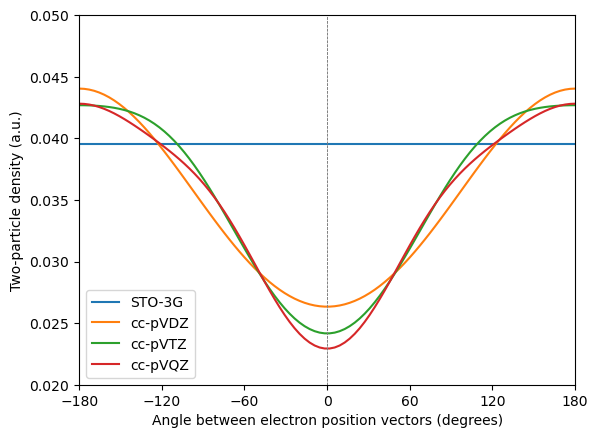 0.050
0.045
0.040
0.035
0.030
0.025
0.020
Two-particle density (a.u.)
STO-3G
cc-pVDZ
cc-pVTZ
cc-pVQZ
−180 −120 −60 0 60 120 180
Angle between electron position vectors (degrees)